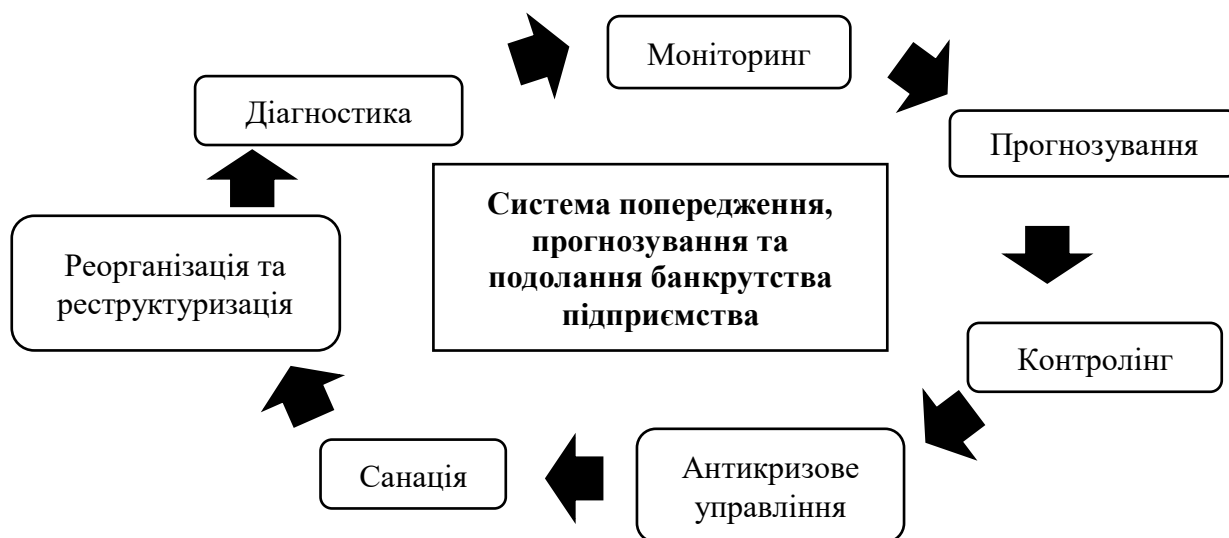 Моніторинг
Діагностика
Прогнозування
Система попередження,
прогнозування та
подолання банкрутства
підприємства
Реорганізація та
реструктуризація
Контролінг
Антикризове
управління
Санація